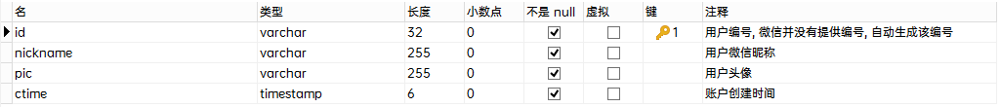 名 类型 长度 小数点 不是 null 虚拟 键 注释
id varchar 32 0 1 用户编号, 微信并没有提供编号, 自动生成该编号
nickname varchar 255 0 用户微信昵称
pic varchar 255 0 用户头像
ctime timestamp 6 0 账户创建时间